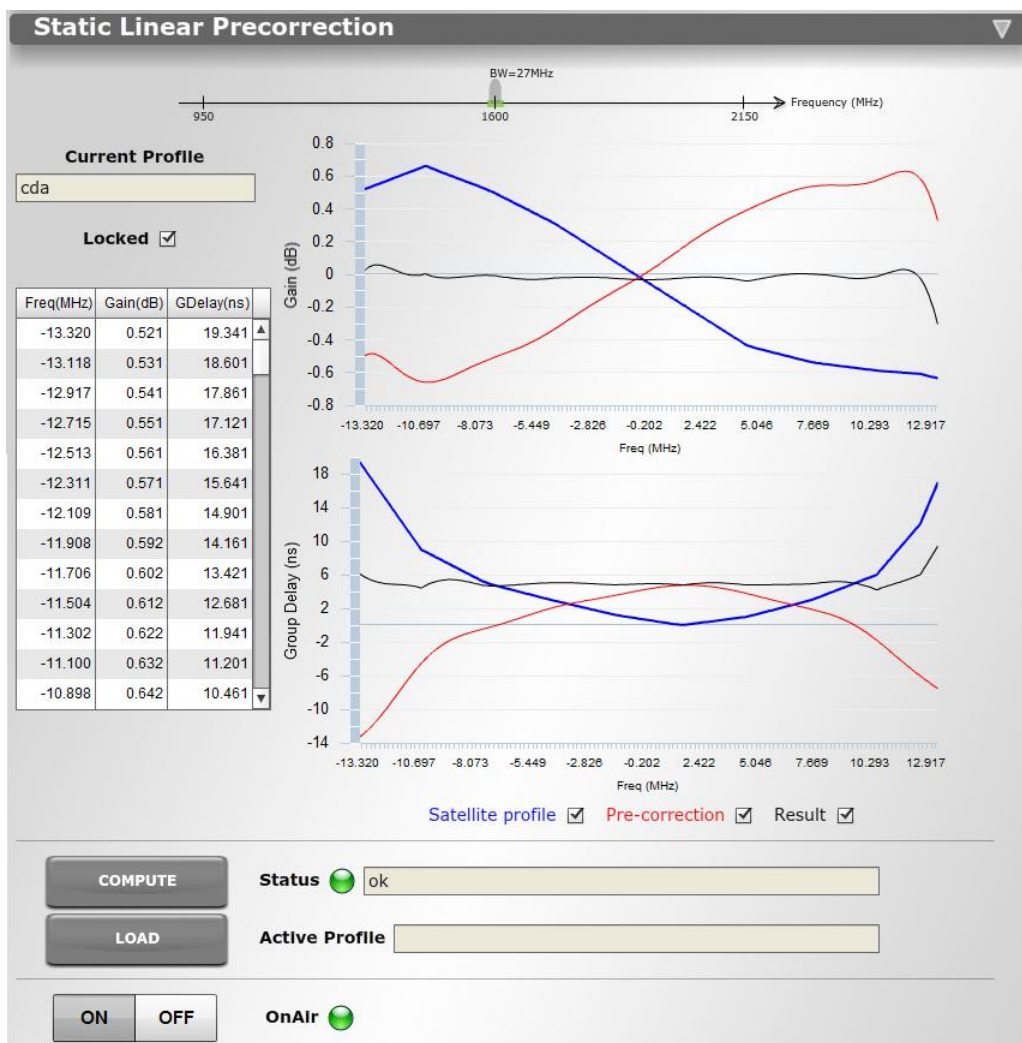 Static Linear Precorrection
BW=27MHz
Frequency (MHz)
950 1600 2150
Current Profile
cda
Locked
Freq(MHz) Gain(dB) GDelay(ns)
-13.320 0.521 19.341
-13.118 0.531 18.601
-12.917 0.541 17.861
-12.715 0.551 17.121
-12.513 0.561 16.381
-12.311 0.571 15.641
-12.109 0.581 14.901
-11.908 0.592 14.161
-11.706 0.602 13.421
-11.504 0.612 12.681
-11.302 0.622 11.941
-11.100 0.632 11.201
-10.898 0.642 10.461
Gain (dB)
0.8
0.6
0.4
0.2
0
-0.2
-0.4
-0.6
-0.8
-13.320 -10.697 -8.073 -5.449 -2.826 -0.202 2.422 5.046 7.669 10.293 12.917
Freq (MHz)
Group Delay (ns)
18
14
10
6
2
-2
-6
-10
-14
-13.320 -10.697 -8.073 -5.449 -2.826 -0.202 2.422 5.046 7.669 10.293 12.917
Freq (MHz)
Satellite profile Pre-correction Result
COMPUTE Status ok
LOAD Active Profile
ON OFF OnAir